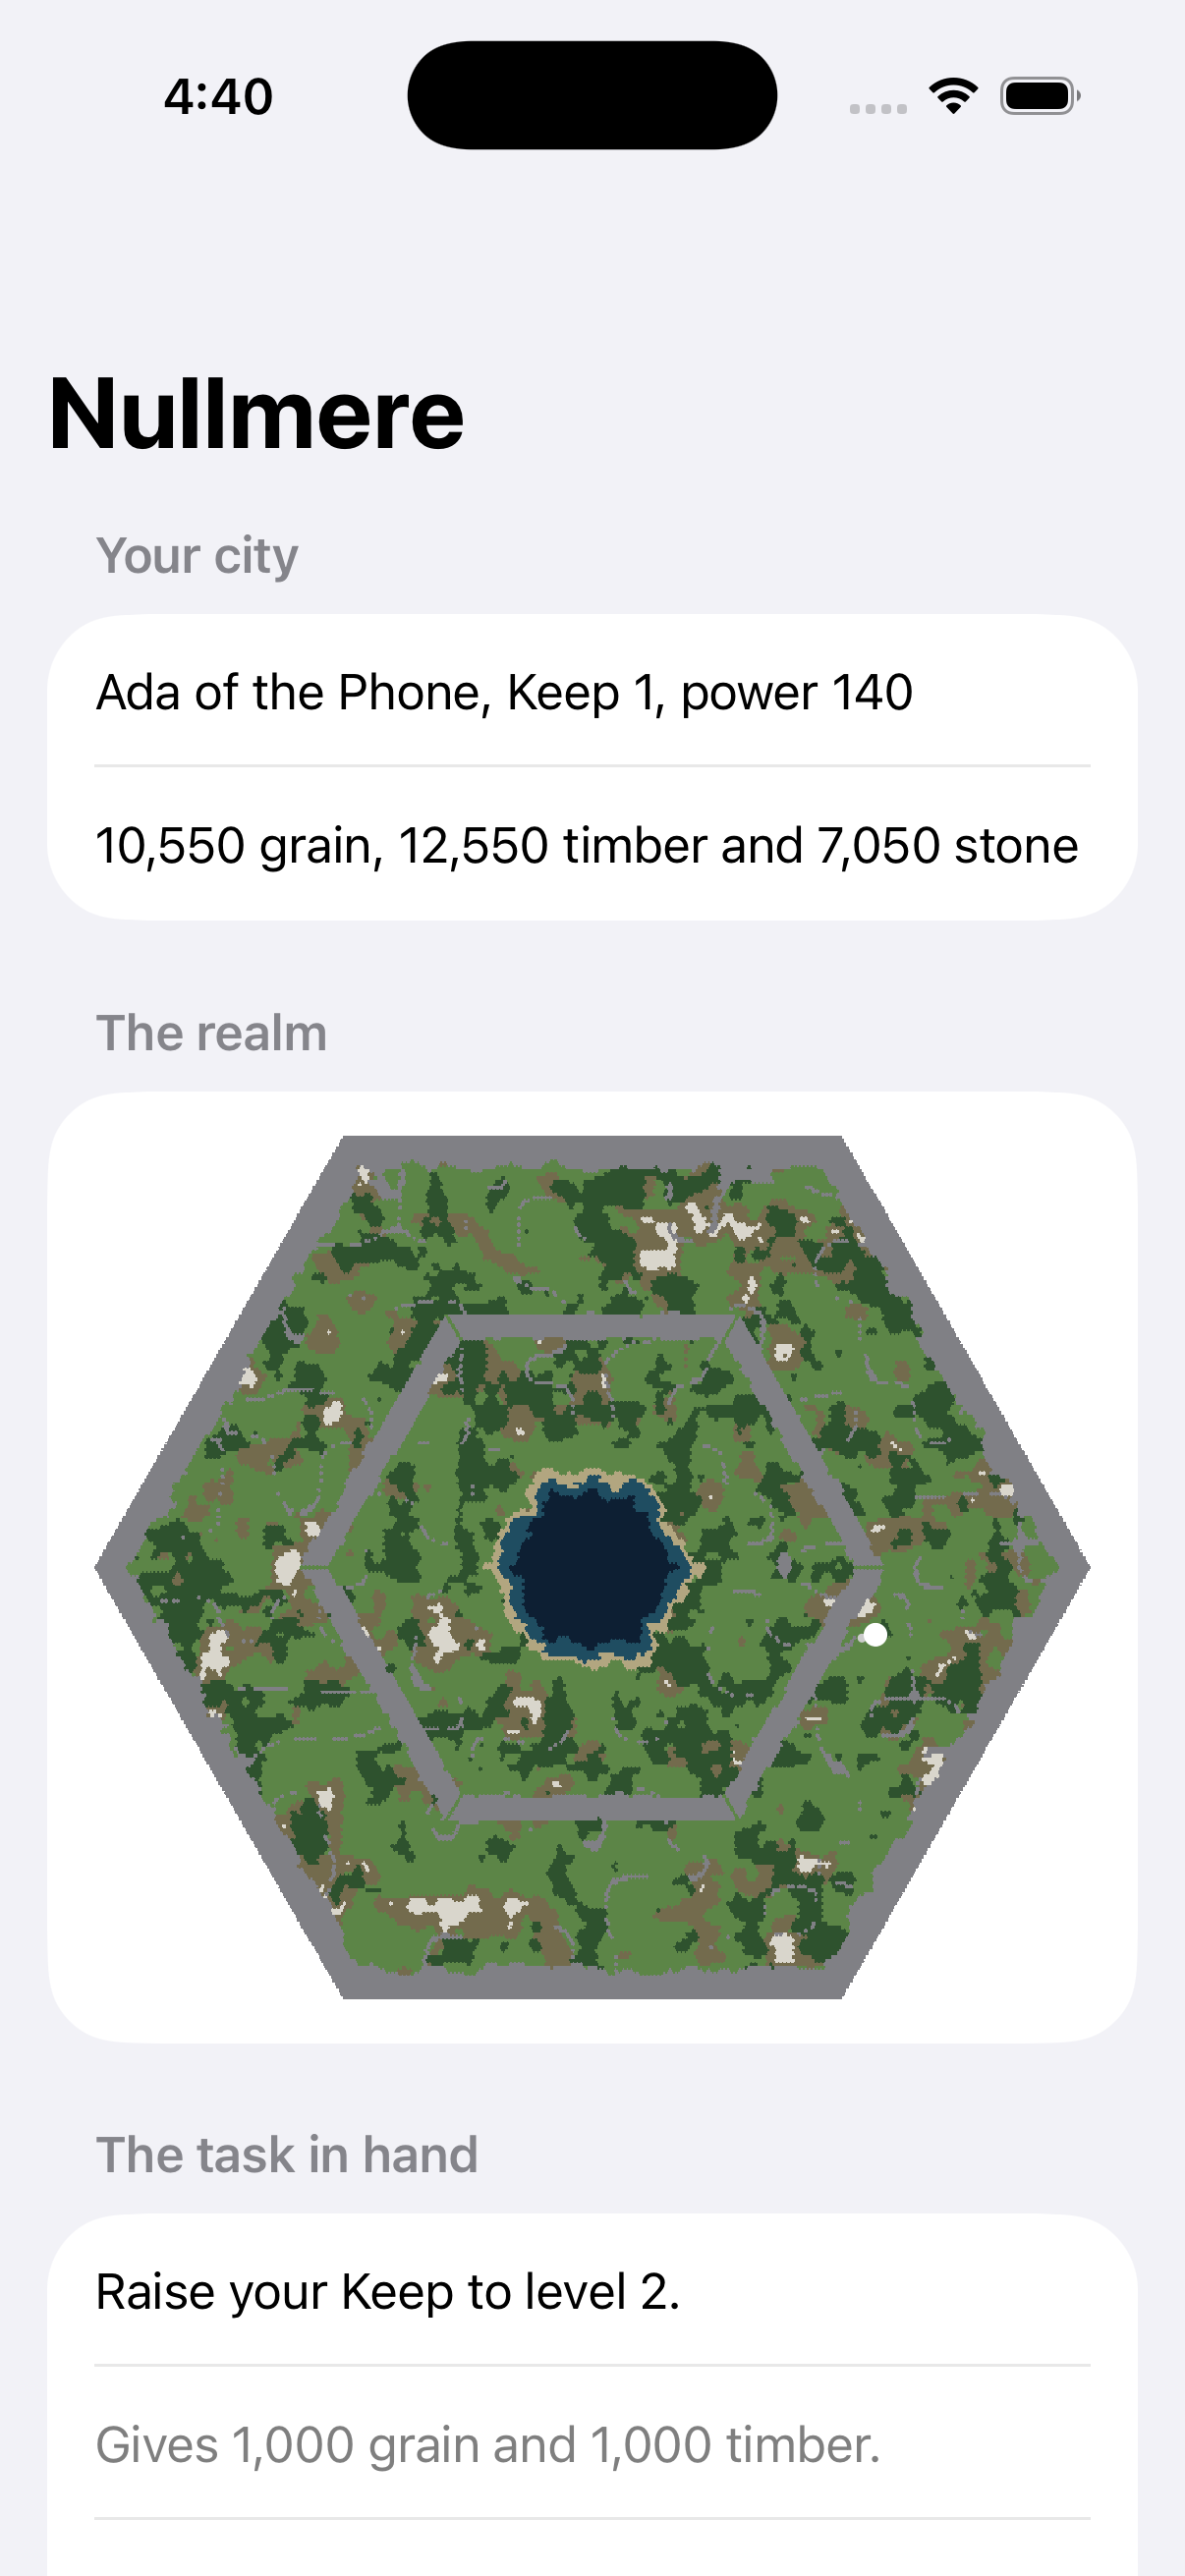 4:40
Nullmere
Your city
Ada of the Phone, Keep 1, power 140
10,550 grain, 12,550 timber and 7,050 stone
The realm
The task in hand
Raise your Keep to level 2.
Gives 1,000 grain and 1,000 timber.